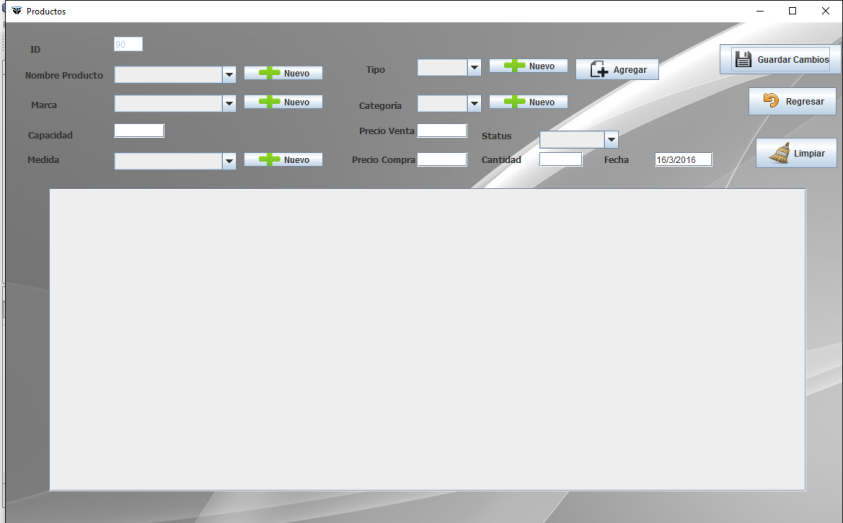 Productos
ID 90
Nombre Producto Nuevo Tipo Nuevo Agregar Guardar Cambios
Marca Nuevo Categoria Nuevo Regresar
Capacidad Precio Venta Status
Medida Nuevo Precio Compra Cantidad Fecha 16/3/2016 Limpiar